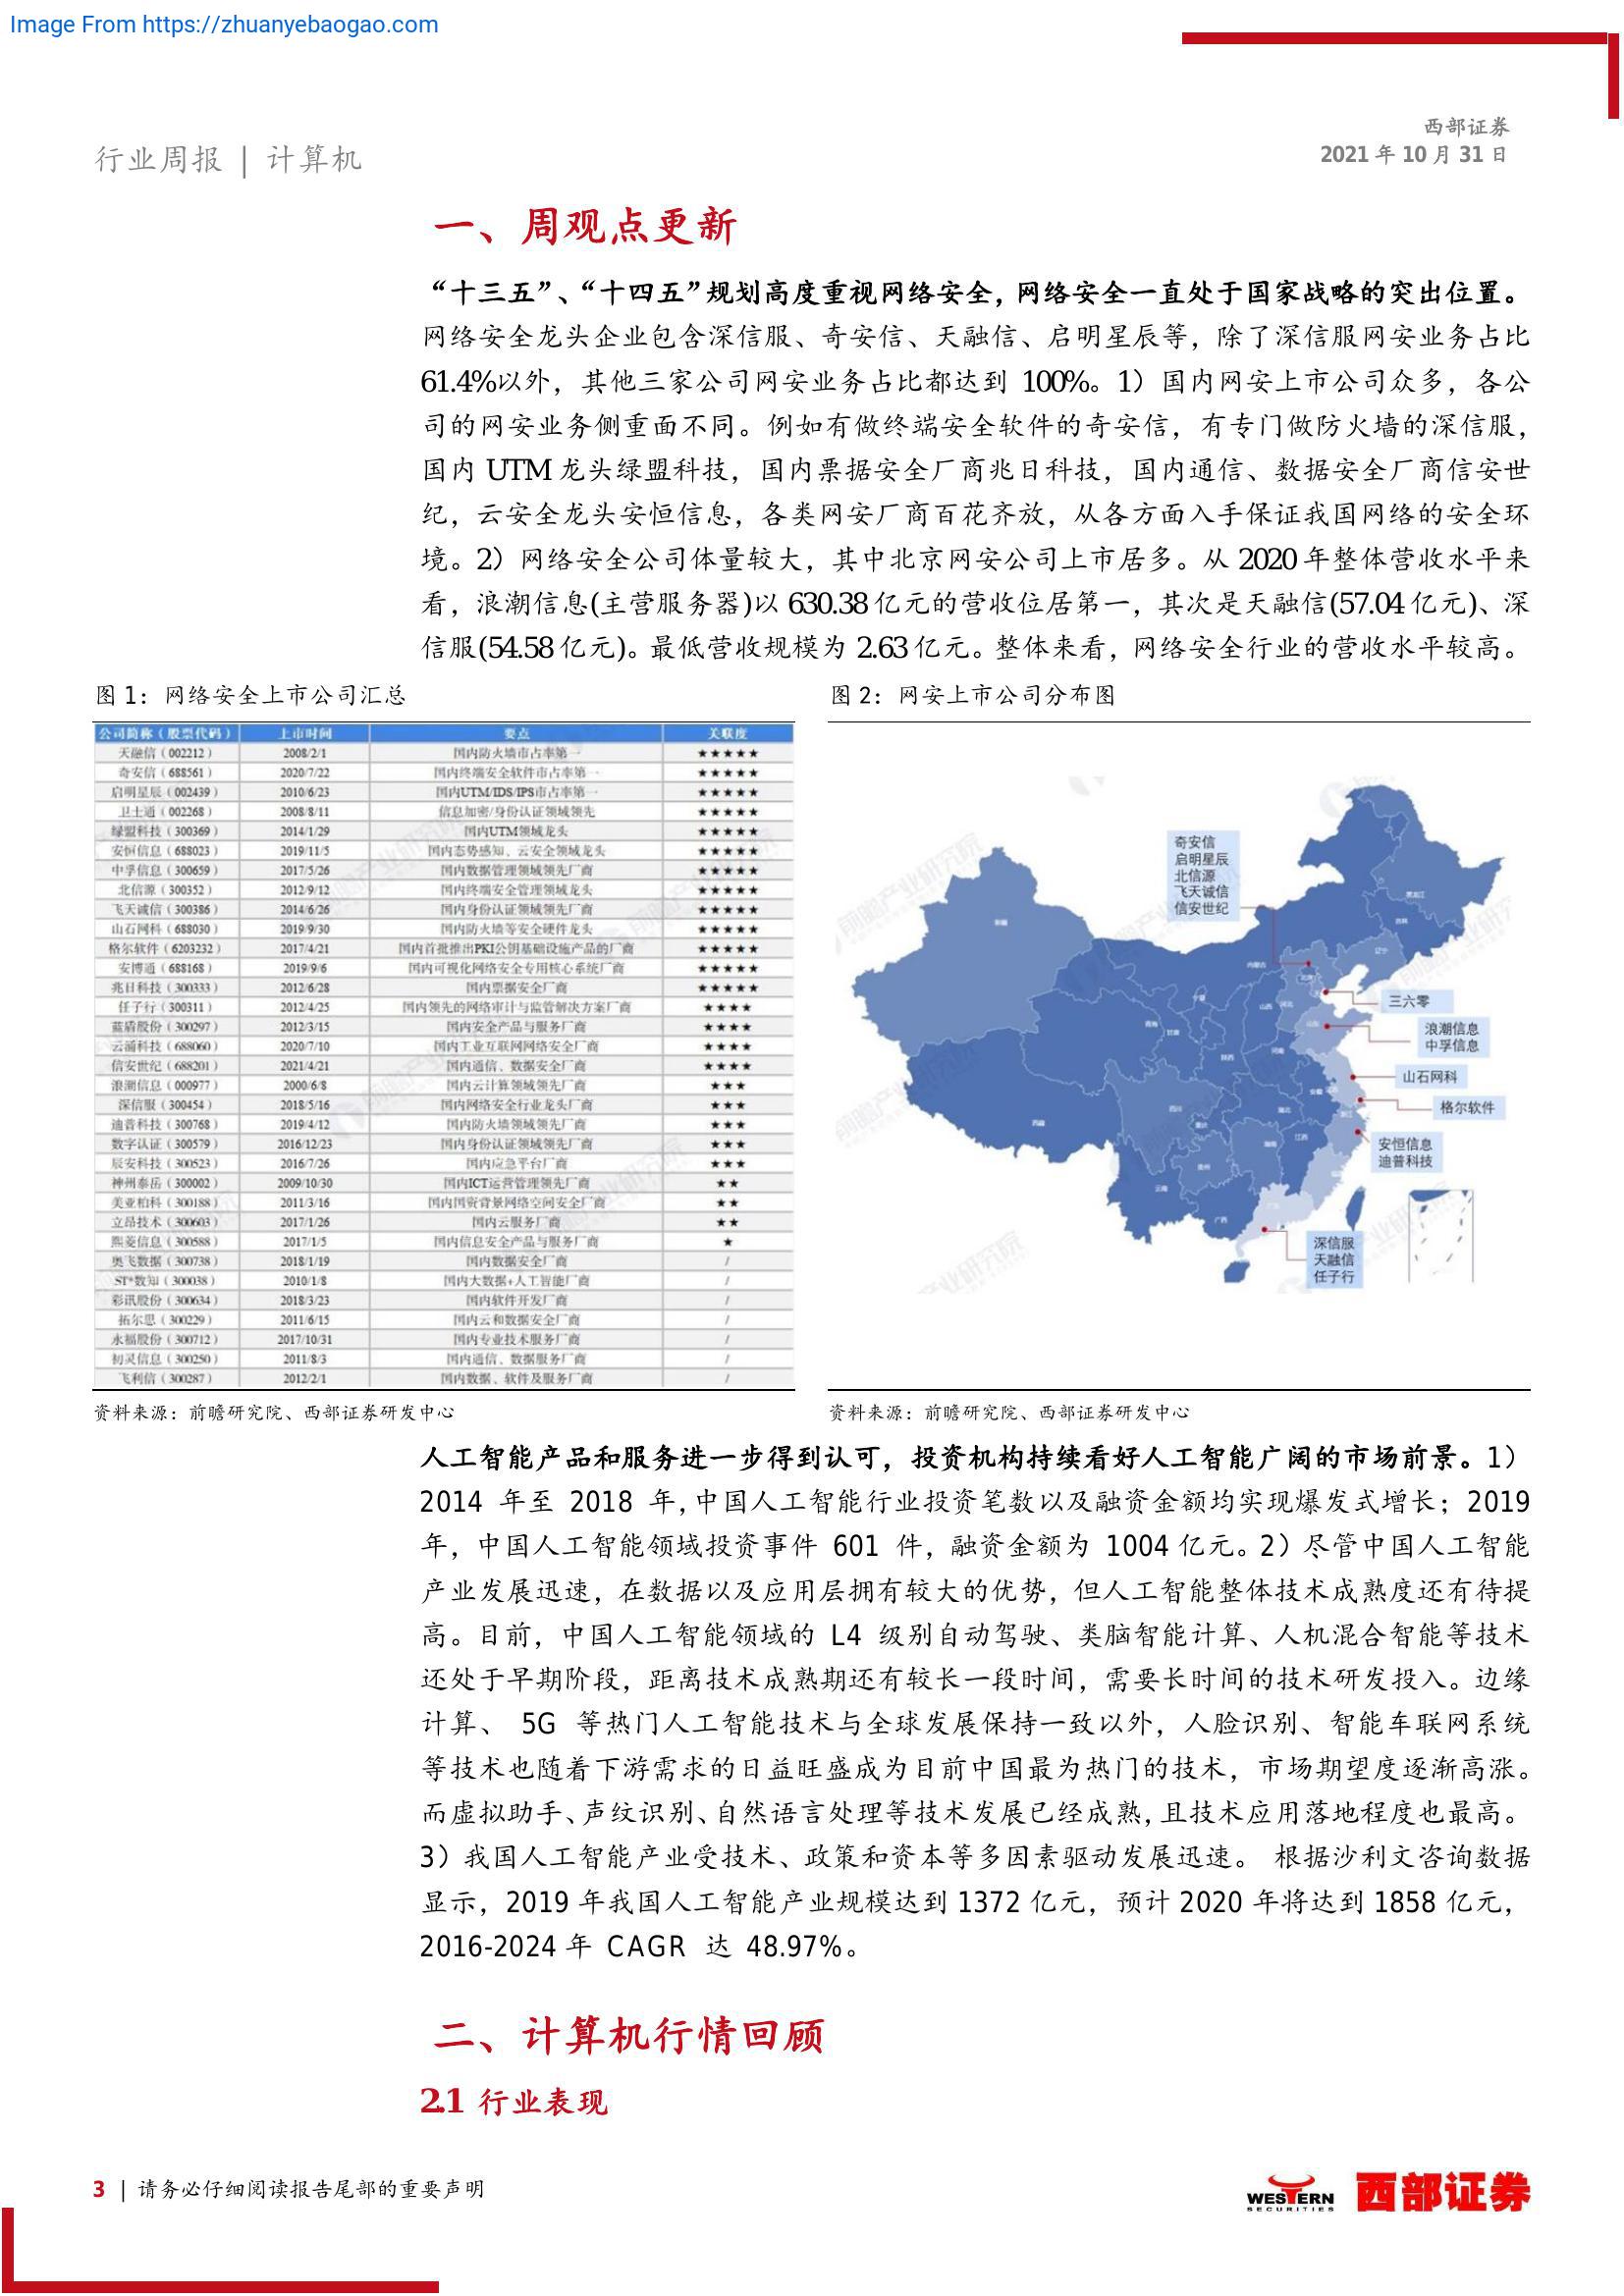 Image From https://zhuanyebaogao.com
西部证券
2021 年 10 月 31 日
行业周报 | 计算机
一、周观点更新
“十三五”、“十四五”规划高度重视网络安全，网络安全一直处于国家战略的突出位置。
网络安全龙头企业包含深信服、奇安信、天融信、启明星辰等，除了深信服网安业务占比
61.4%以外，其他三家公司网安业务占比都达到 100%。1）国内网安上市公司众多，各公
司的网安业务侧重面不同。例如有做终端安全软件的奇安信，有专门做防火墙的深信服，
国内 UTM 龙头绿盟科技，国内票据安全厂商兆日科技，国内通信、数据安全厂商信安世
纪，云安全龙头安恒信息，各类网安厂商百花齐放，从各方面入手保证我国网络的安全环
境。2）网络安全公司体量较大，其中北京网安公司上市居多。从 2020 年整体营收水平来
看，浪潮信息(主营服务器)以 630.38 亿元的营收位居第一，其次是天融信(57.04 亿元)、深
信服(54.58 亿元)。最低营收规模为 2.63 亿元。整体来看，网络安全行业的营收水平较高。
图 1：网络安全上市公司汇总
公司简称（股票代码） 上市时间 要点 关联度
天融信（002212） 2008/2/1 国内防火墙市占率第一 ★★★★★
奇安信（688561） 2020/7/22 国内终端安全软件市占率第一 ★★★★★
启明星辰（002439） 2010/6/23 国内UTM/IDS/IPS市占率第一 ★★★★★
卫士通（002268） 2008/8/11 信息加密/身份认证领域领先 ★★★★★
绿盟科技（300369） 2014/1/29 国内UTM领域龙头 ★★★★★
安恒信息（688023） 2019/11/5 国内态势感知、云安全领域龙头 ★★★★★
中孚信息（300659） 2017/5/26 国内数据管理领域领先厂商 ★★★★★
北信源（300352） 2012/9/12 国内终端安全管理领域龙头 ★★★★★
飞天诚信（300386） 2014/6/26 国内身份认证领域领先厂商 ★★★★★
山石网科（688030） 2019/9/30 国内防火墙等安全硬件龙头 ★★★★★
格尔软件（6203232） 2017/4/21 国内首批推出PKI公钥基础设施产品的厂商 ★★★★★
安博通（688168） 2019/9/6 国内可视化网络安全专用核心系统厂商 ★★★★★
兆日科技（300333） 2012/6/28 国内票据安全厂商 ★★★★★
任子行（300311） 2012/4/25 国内领先的网络审计与监管解决方案厂商 ★★★★
蓝盾股份（300297） 2012/3/15 国内安全产品与服务厂商 ★★★★
云涌科技（688060） 2020/7/10 国内工业互联网网络安全厂商 ★★★★
信安世纪（688201） 2021/4/21 国内通信、数据安全厂商 ★★★★
浪潮信息（000977） 2000/6/8 国内云计算领域领先厂商 ★★★
深信服（300454） 2018/5/16 国内网络安全行业龙头厂商 ★★★
迪普科技（300768） 2019/4/12 国内防火墙领域领先厂商 ★★★
数字认证（300579） 2016/12/23 国内身份认证领域领先厂商 ★★★
辰安科技（300523） 2016/7/26 国内应急平台厂商 ★★★
神州泰岳（300002） 2009/10/30 国内ICT运营管理领先厂商 ★★
美亚柏科（300188） 2011/3/16 国内国资背景网络空间安全厂商 ★★
立昂技术（300603） 2017/1/26 国内云服务厂商 ★★
熙菱信息（300588） 2017/1/5 国内信息安全产品与服务厂商 ★
奥飞数据（300738） 2018/1/19 国内数据安全厂商 /
ST*数知（300038） 2010/1/8 国内大数据+人工智能厂商 /
彩讯股份（300634） 2018/3/23 国内软件开发厂商 /
拓尔思（300229） 2011/6/15 国内云和数据安全厂商 /
永福股份（300712） 2017/10/31 国内专业技术服务厂商 /
初灵信息（300250） 2011/8/3 国内通信、数据服务厂商 /
飞利信（300287） 2012/2/1 国内数据、软件及服务厂商 /
资料来源：前瞻研究院、西部证券研发中心
图 2：网安上市公司分布图
奇安信
启明星辰
北信源
飞天诚信
信安世纪
三六零
浪潮信息
中孚信息
山石网科
格尔软件
安恒信息
迪普科技
深信服
天融信
任子行
资料来源：前瞻研究院、西部证券研发中心
人工智能产品和服务进一步得到认可，投资机构持续看好人工智能广阔的市场前景。1）
2014 年至 2018 年，中国人工智能行业投资笔数以及融资金额均实现爆发式增长；2019
年，中国人工智能领域投资事件 601 件，融资金额为 1004 亿元。2）尽管中国人工智能
产业发展迅速，在数据以及应用层拥有较大的优势，但人工智能整体技术成熟度还有待提
高。目前，中国人工智能领域的 L4 级别自动驾驶、类脑智能计算、人机混合智能等技术
还处于早期阶段，距离技术成熟期还有较长一段时间，需要长时间的技术研发投入。边缘
计算、 5G 等热门人工智能技术与全球发展保持一致以外，人脸识别、智能车联网系统
等技术也随着下游需求的日益旺盛成为目前中国最为热门的技术，市场期望度逐渐高涨。
而虚拟助手、声纹识别、自然语言处理等技术发展已经成熟，且技术应用落地程度也最高。
3）我国人工智能产业受技术、政策和资本等多因素驱动发展迅速。 根据沙利文咨询数据
显示，2019 年我国人工智能产业规模达到 1372 亿元，预计 2020 年将达到 1858 亿元，
2016-2024 年 CAGR 达 48.97%。
二、计算机行情回顾
2.1 行业表现
3 | 请务必仔细阅读报告尾部的重要声明
WESTERN
SECURITIES
西部证券